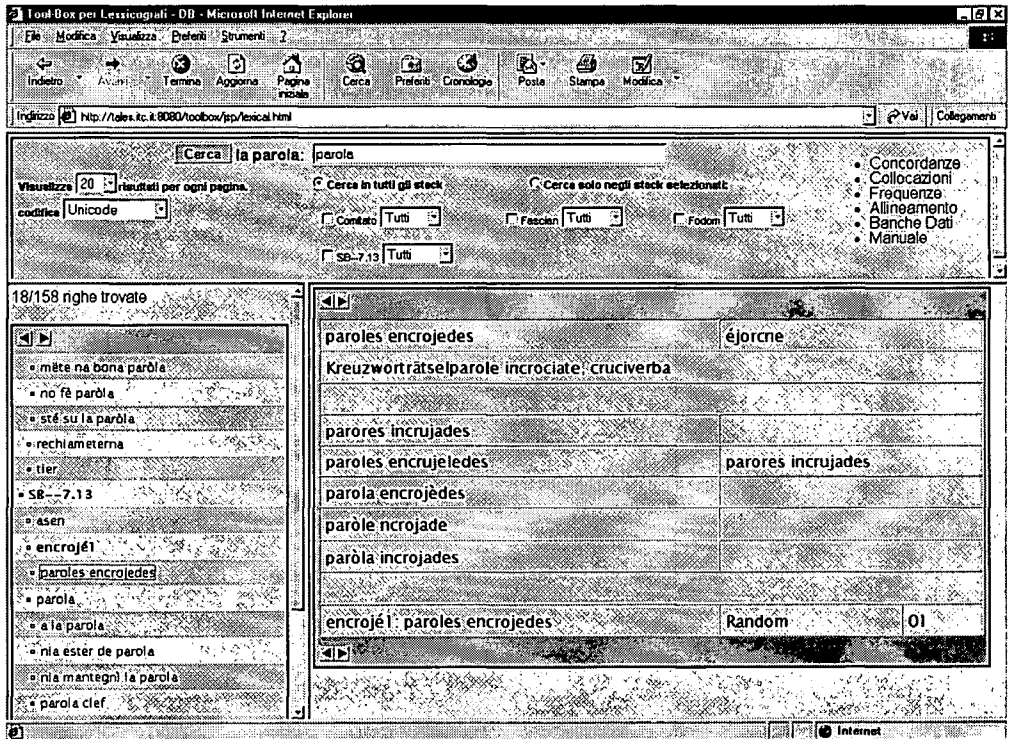 Tool-Box per Lessicografi - DB - Microsoft Internet Explorer
File Modifica Visualizza Preferiti Strumenti ?
Indietro Avanti Termina Aggiorna Pagina iniziale Cerca Preferiti Cronologia Posta Stampa Modifica
Indirizzo http://tales.itc.it:8080/toolbox/jsp/lexical.html Vai Collegamenti
Cerca la parola: parola
Visualizza 20 risultati per ogni pagina.
codifica Unicode
Cerca in tutti gli stack Cerca solo negli stack selezionati:
Comitato Tutti Fascian Tutti Fodom Tutti
SB--7.13 Tutti
• Concordanze
• Collocazioni
• Frequenze
• Allineamento
• Banche Dati
• Manuale
18/158 righe trovate
mëte na bona paròla
no fè paròla
sté su la paròla
rechiameterna
tier
SB--7.13
asen
encrojé1
paroles encrojedes
parola
a la parola
nia ester de parola
nia mantegnì la parola
parola clef
paroles encrojedes éjorcne
Kreuzworträtselparole incrociate; cruciverba
parores incrujades
paroles encrujeledes parores incrujades
parola encrojèdes
paròle ncrojade
paròla incrojades
encrojé1: paroles encrojedes Random 01
Internet